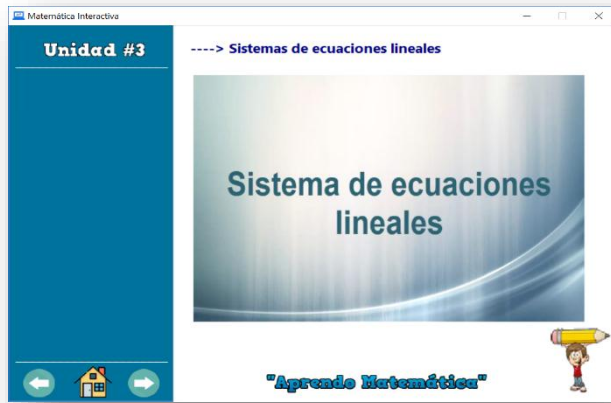 Matemática Interactiva
Unidad #3
----> Sistemas de ecuaciones lineales
Sistema de ecuaciones
lineales
"Aprendo Matemática"